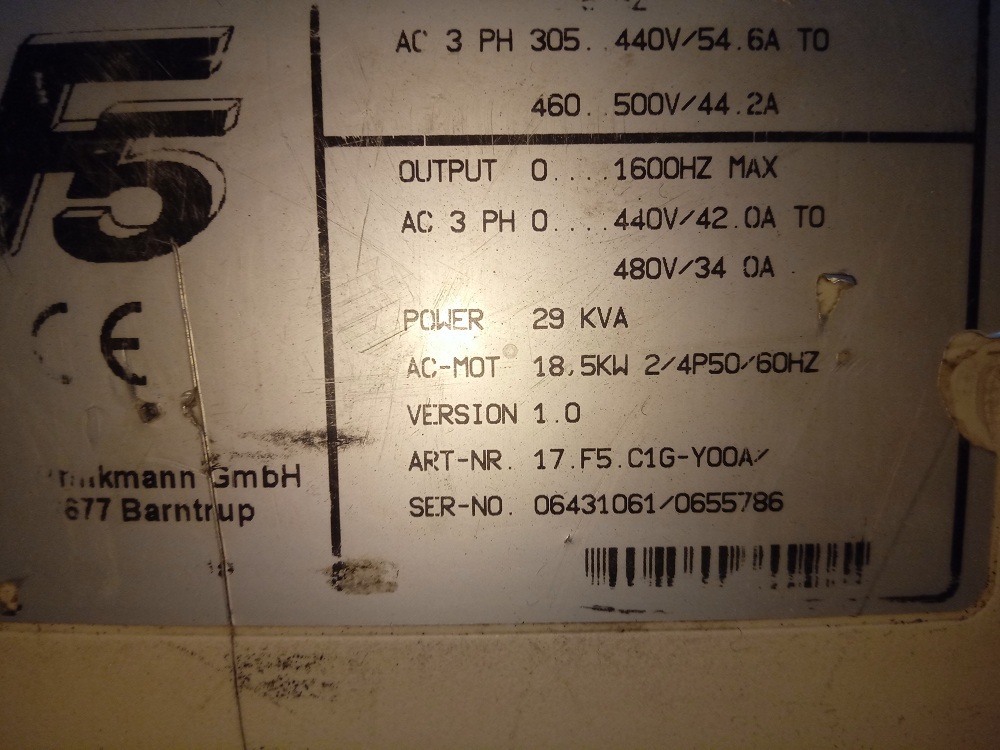 F5
CE
GmbH
Barntrup
AC 3 PH 305..440V/54.6A TO
460..500V/44.2A
OUTPUT 0....1600HZ MAX
AC 3 PH 0....440V/42.0A TO
480V/34.0A
POWER 29 KVA
AC-MOT 18,5KW 2/4P50/60HZ
VERSION 1.0
ART-NR. 17.F5.C1G-Y00A/
SER-NO. 06431061/0655786